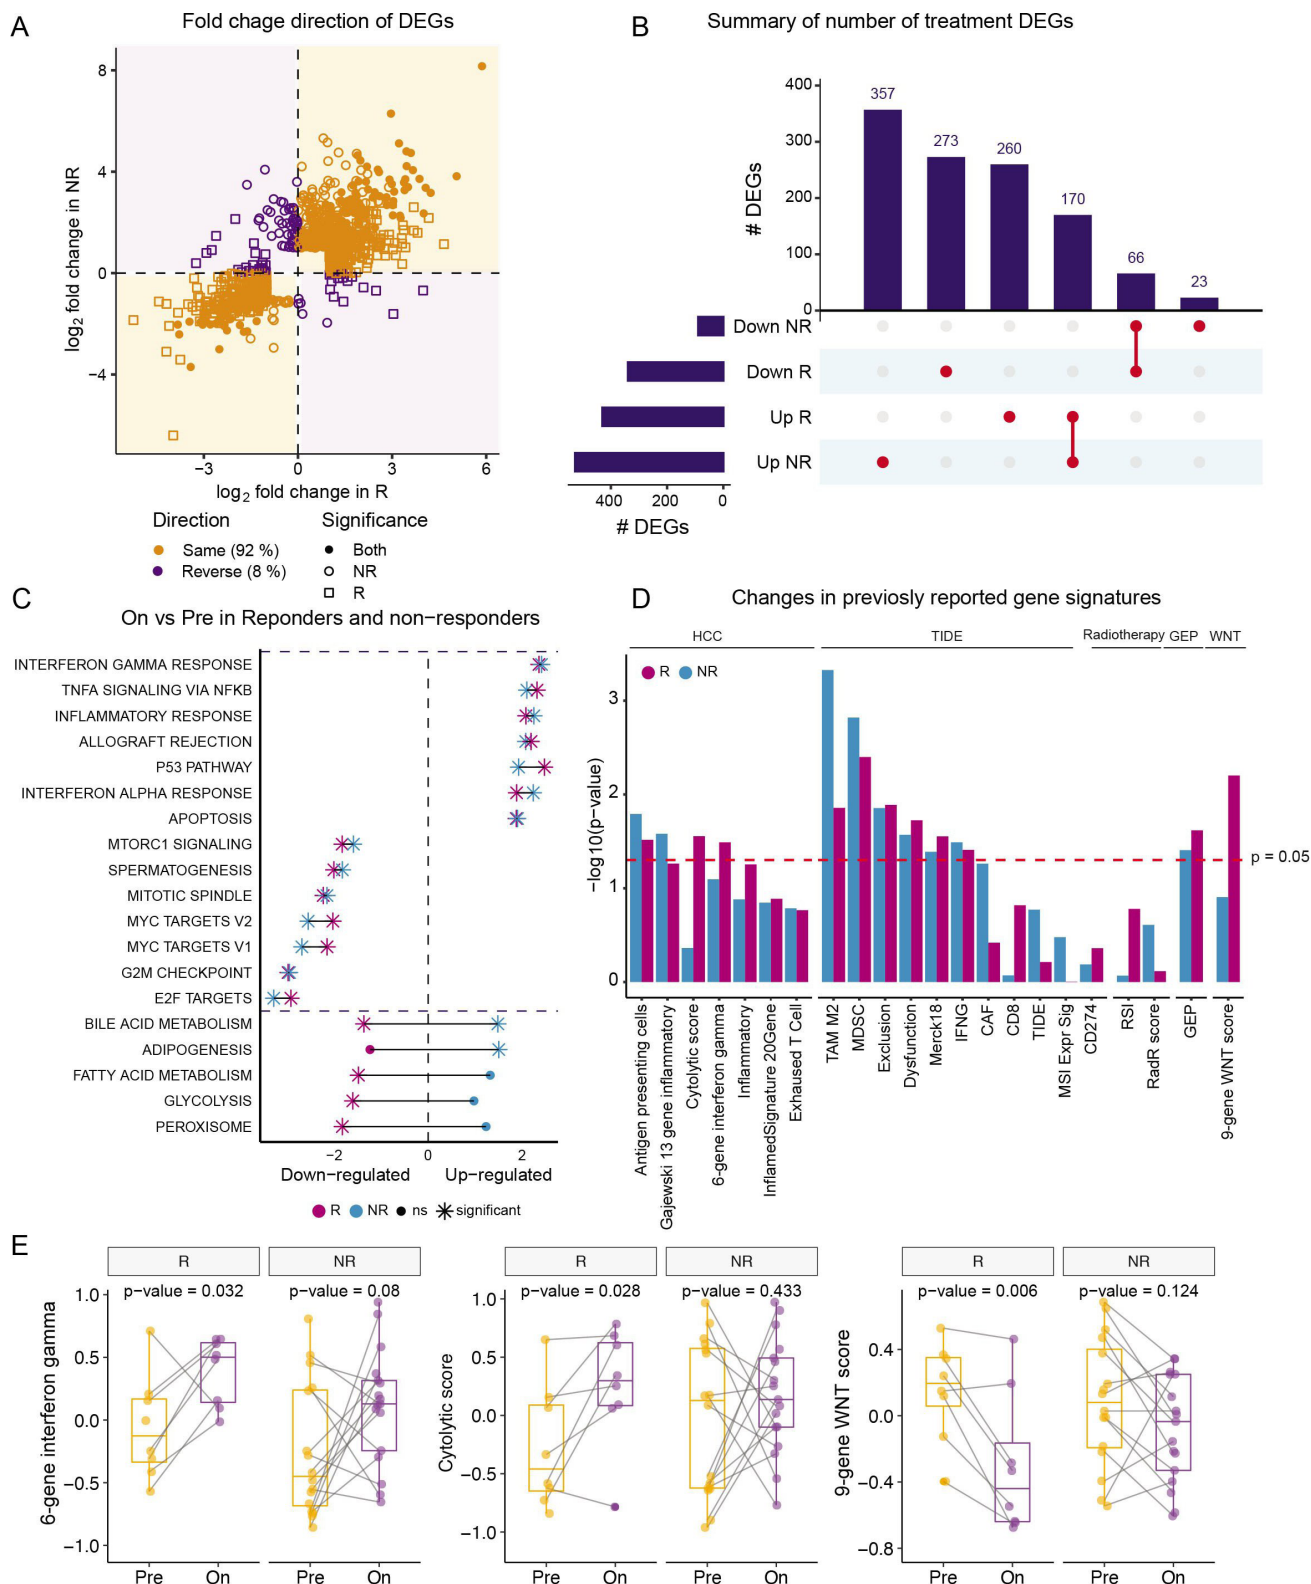 A
Fold chage direction of DEGs
8
4
0
−4
log2 fold change in NR
−3
0
3
6
log2 fold change in R
Direction
Same (92 %)
Reverse (8 %)
Significance
Both
NR
R
B
Summary of number of treatment DEGs
400
300
200
100
0
# DEGs
357
273
260
170
66
23
Down NR
Down R
Up R
Up NR
400
200
0
# DEGs
C
On vs Pre in Reponders and non-responders
INTERFERON GAMMA RESPONSE
TNFA SIGNALING VIA NFKB
INFLAMMATORY RESPONSE
ALLOGRAFT REJECTION
P53 PATHWAY
INTERFERON ALPHA RESPONSE
APOPTOSIS
MTORC1 SIGNALING
SPERMATOGENESIS
MITOTIC SPINDLE
MYC TARGETS V2
MYC TARGETS V1
G2M CHECKPOINT
E2F TARGETS
BILE ACID METABOLISM
ADIPOGENESIS
FATTY ACID METABOLISM
GLYCOLYSIS
PEROXISOME
−2
0
2
Down−regulated
Up−regulated
R
NR
ns
significant
D
Changes in previosly reported gene signatures
HCC
TIDE
Radiotherapy
GEP
WNT
R
NR
3
2
1
0
−log10(p−value)
p = 0.05
Antigen presenting cells
Gajewski 13 gene inflammatory
Cytolytic score
6-gene interferon gamma
Inflammatory
InflamedSignature 20Gene
Exhaused T Cell
TAM M2
MDSC
Exclusion
Dysfunction
Merck18
IFNG
CAF
CD8
TIDE
MSI Expr Sig
CD274
RSI
RadR score
GEP
9-gene WNT score
E
R
NR
p−value = 0.032
p−value = 0.08
1.0
0.5
0.0
−0.5
−1.0
6-gene interferon gamma
Pre
On
Pre
On
R
NR
p−value = 0.028
p−value = 0.433
1.0
0.5
0.0
−0.5
−1.0
Cytolytic score
Pre
On
Pre
On
R
NR
p−value = 0.006
p−value = 0.124
0.4
0.0
−0.4
−0.8
9-gene WNT score
Pre
On
Pre
On